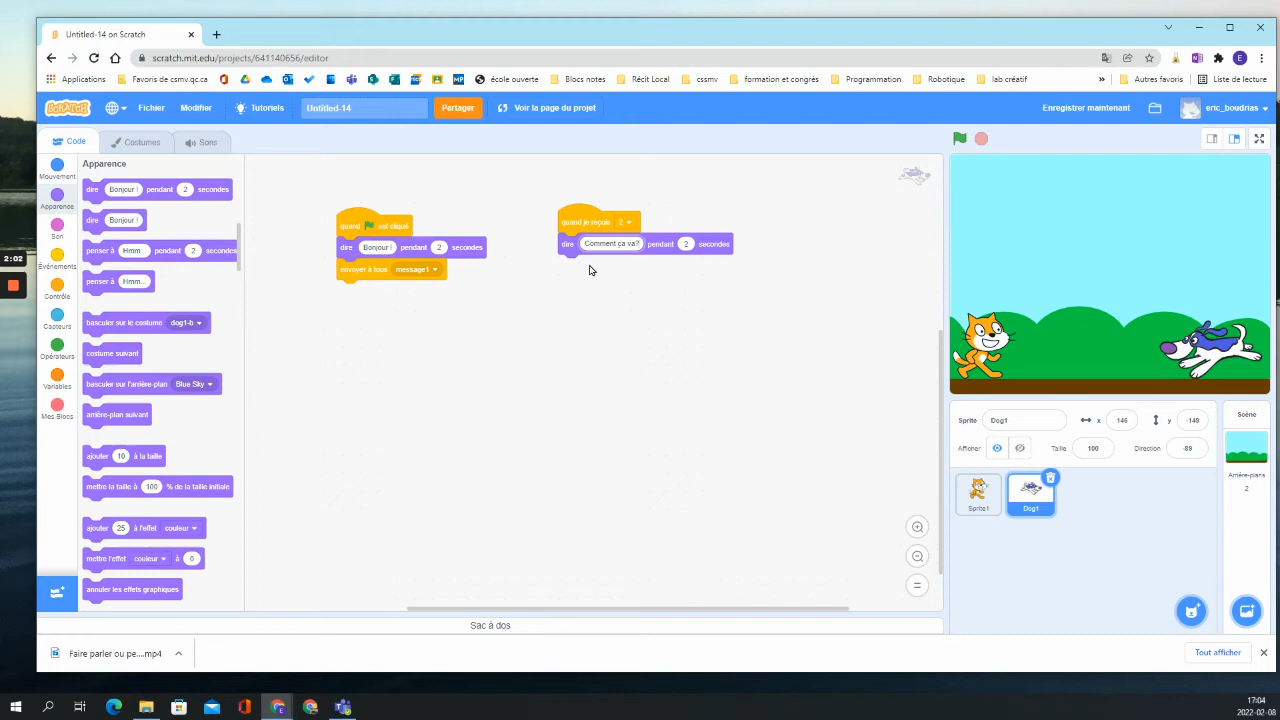 Untitled-14 on Scratch
scratch.mit.edu/projects/641140656/editor
Applications Favoris de csmv.qc.ca école ouverte Blocs notes Récit Local cssmv formation et congrès Programmation Robotique lab créatif » Autres favoris Liste de lecture
SCRATCH Fichier Modifier Tutoriels Untitled-14 Partager Voir la page du projet Enregistrer maintenant eric_boudrias
Code Costumes Sons
Mouvement
Apparence
Son
Événements
Contrôle
Capteurs
Opérateurs
Variables
Mes Blocs
2:02
Apparence
dire Bonjour ! pendant 2 secondes
dire Bonjour !
penser à Hmm... pendant 2 secondes
penser à Hmm...
basculer sur le costume dog1-b
costume suivant
basculer sur l'arrière-plan Blue Sky
arrière-plan suivant
ajouter 10 à la taille
mettre la taille à 100 % de la taille initiale
ajouter 25 à l'effet couleur
mettre l'effet couleur à 0
annuler les effets graphiques
quand est cliqué
dire Bonjour ! pendant 2 secondes
envoyer à tous message1
quand je reçois 2
dire Comment ça va? pendant 2 secondes
Sprite Dog1 x 146 y -149
Afficher Taille 100 Direction -89
Sprite1
Dog1
Scène
Arrière-plans
2
Sac à dos
Faire parler ou pe....mp4
Tout afficher
17:04
2022-02-08